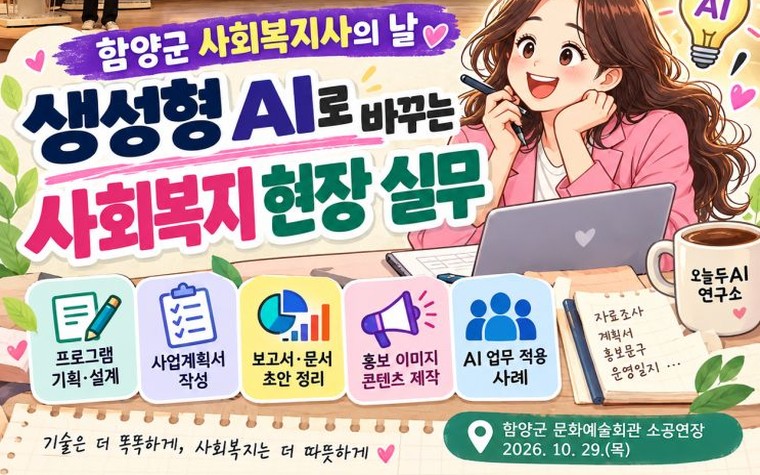 함양군 사회복지사의 날
AI
생성형 AI로 바꾸는
사회복지 현장 실무
오늘두AI
연구소
프로그램
기획·설계
사업계획서
작성
보고서·문서
초안 정리
홍보 이미지
콘텐츠 제작
AI 업무 적용
사례
자료조사
계획서
홍보문구
운영일지 ...
기술은 더 똑똑하게, 사회복지는 더 따뜻하게
함양군 문화예술회관 소공연장
2026. 10. 29.(목)